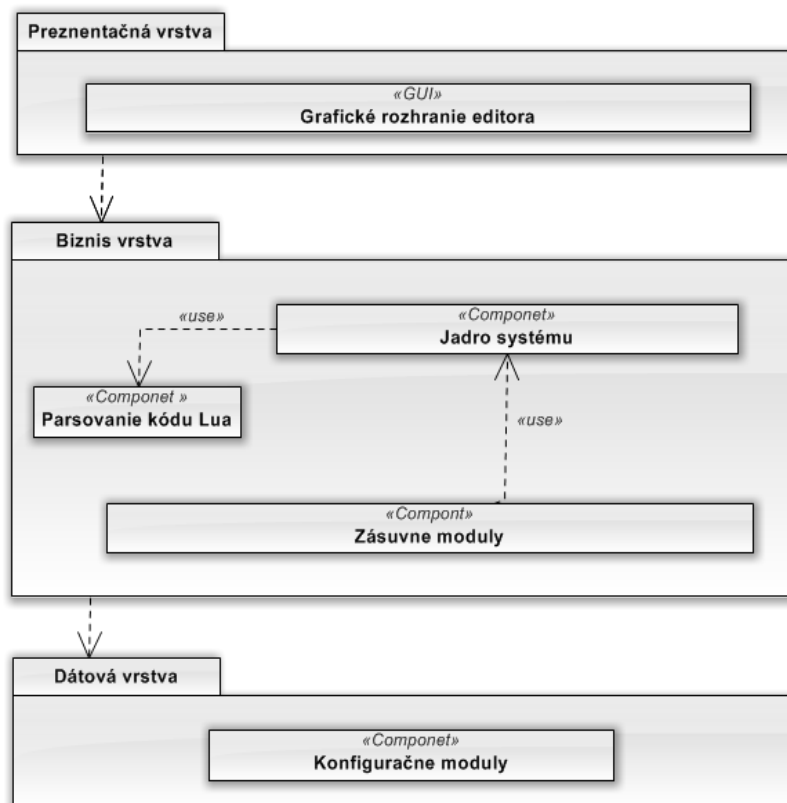 Preznentačná vrstva
«GUI»
Grafické rozhranie editora
Biznis vrstva
«use»
«Componet»
Jadro systému
«Componet »
Parsovanie kódu Lua
«use»
«Compont»
Zásuvne moduly
Dátová vrstva
«Componet»
Konfiguračne moduly